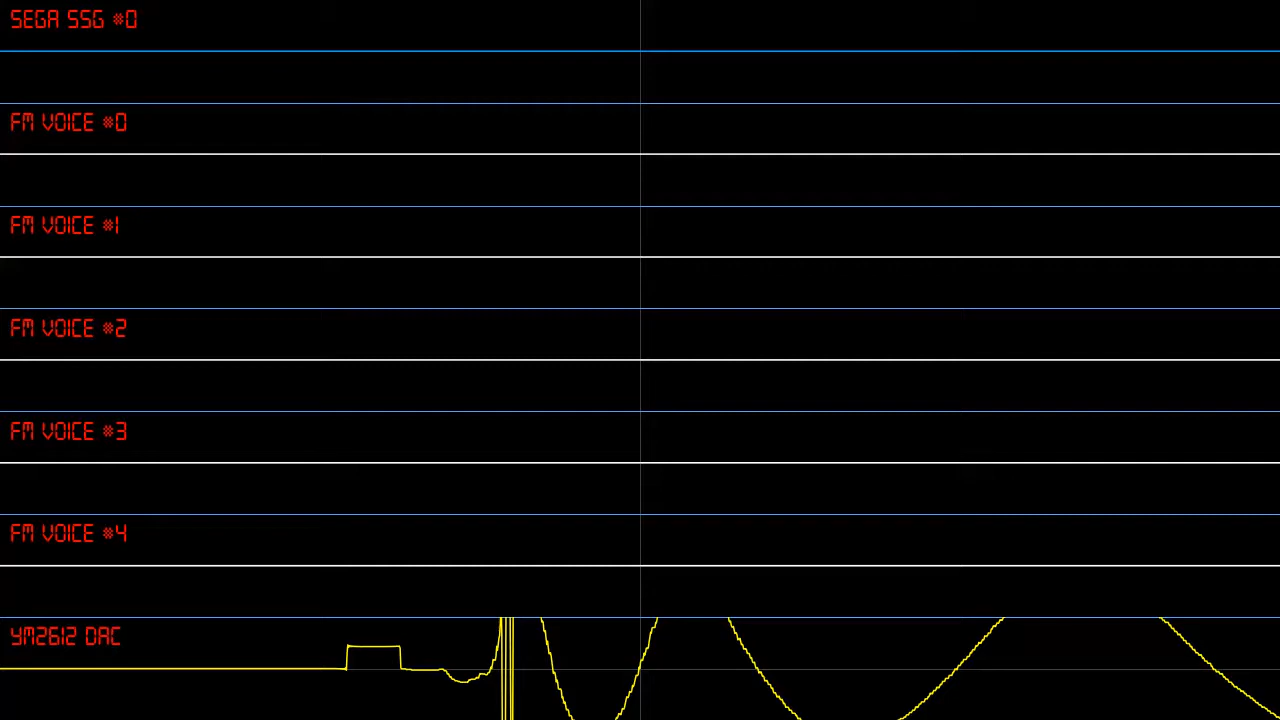 SEGA SSG #0
FM VOICE #0
FM VOICE #1
FM VOICE #2
FM VOICE #3
FM VOICE #4
YM2612 DAC